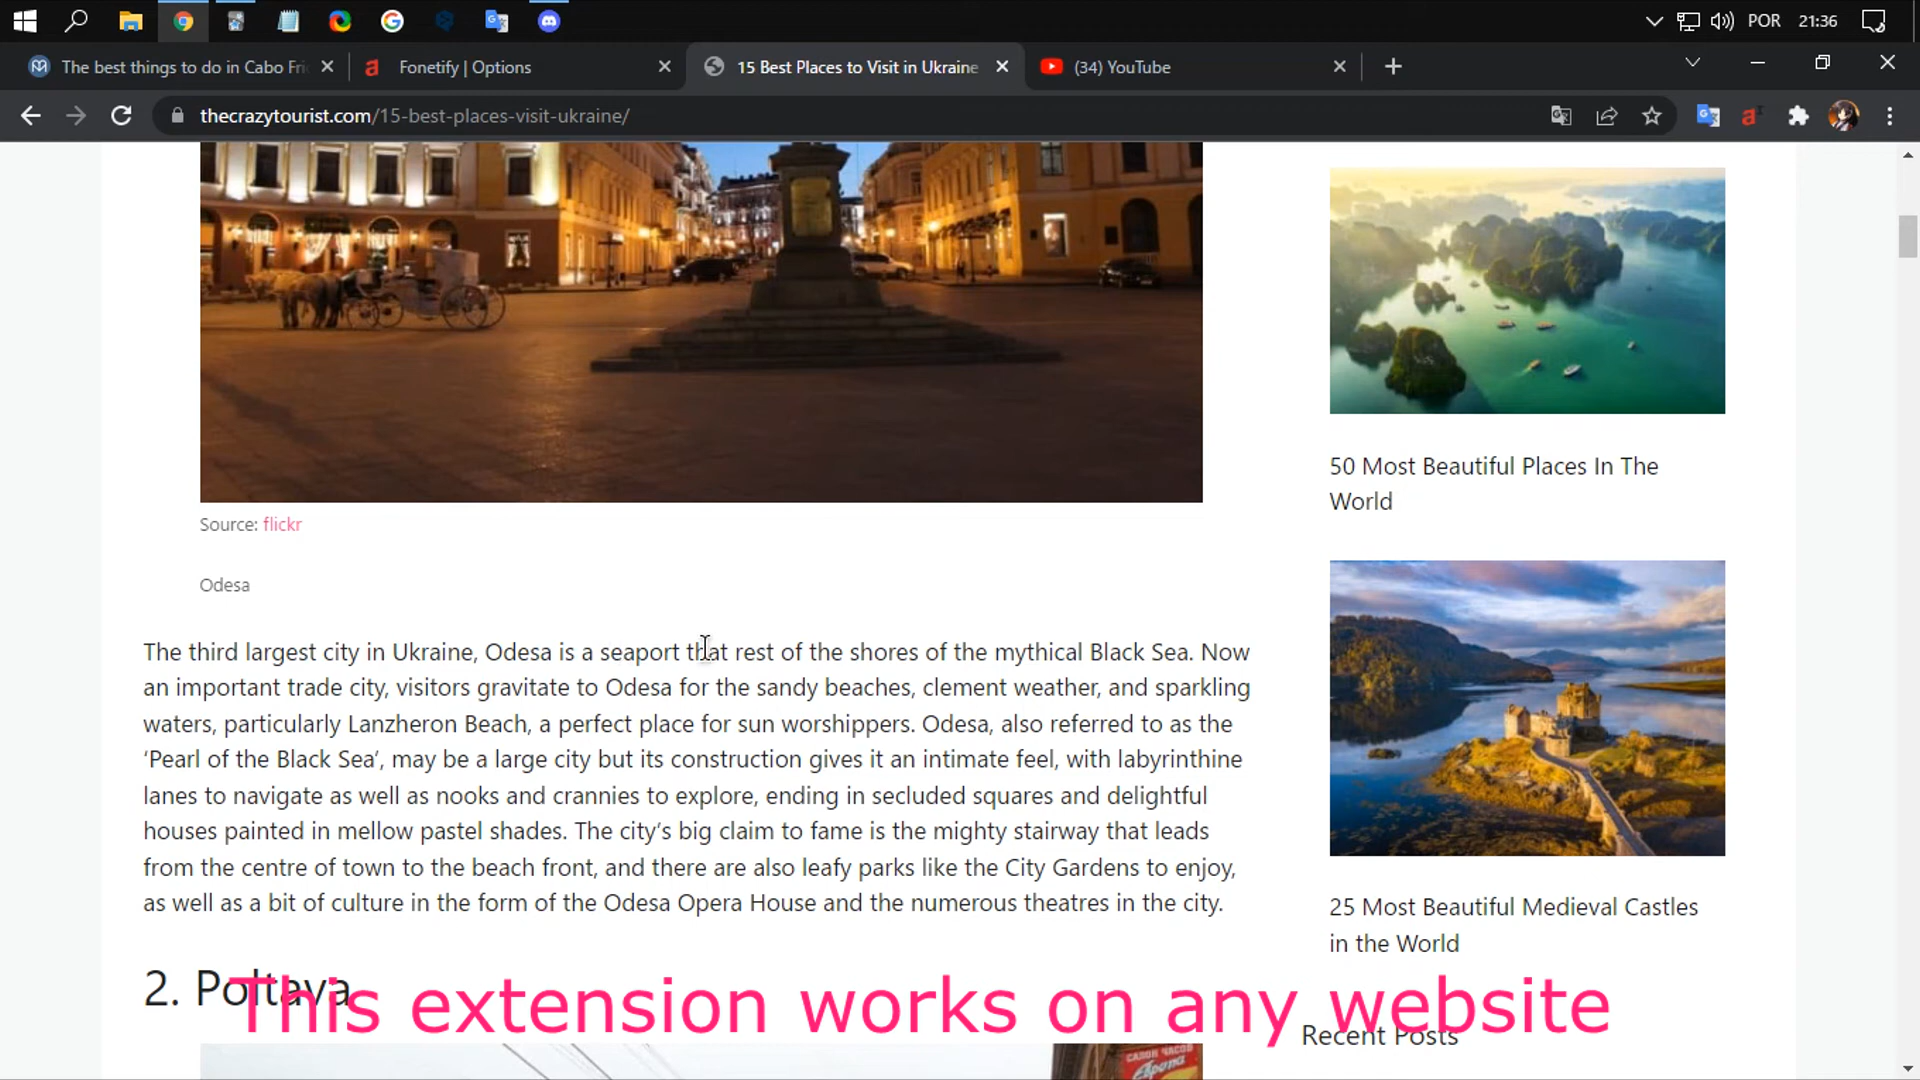 POR
21:36
The best things to do in Cabo Fri
Fonetify | Options
15 Best Places to Visit in Ukraine
(34) YouTube
thecrazytourist.com/15-best-places-visit-ukraine/
Source: flickr
Odesa
The third largest city in Ukraine, Odesa is a seaport that rest of the shores of the mythical Black Sea. Now
an important trade city, visitors gravitate to Odesa for the sandy beaches, clement weather, and sparkling
waters, particularly Lanzheron Beach, a perfect place for sun worshippers. Odesa, also referred to as the
‘Pearl of the Black Sea’, may be a large city but its construction gives it an intimate feel, with labyrinthine
lanes to navigate as well as nooks and crannies to explore, ending in secluded squares and delightful
houses painted in mellow pastel shades. The city’s big claim to fame is the mighty stairway that leads
from the centre of town to the beach front, and there are also leafy parks like the City Gardens to enjoy,
as well as a bit of culture in the form of the Odesa Opera House and the numerous theatres in the city.
2. Poltava
50 Most Beautiful Places In The
World
25 Most Beautiful Medieval Castles
in the World
Recent Posts
This extension works on any website
САЛОН ЧАСОВ